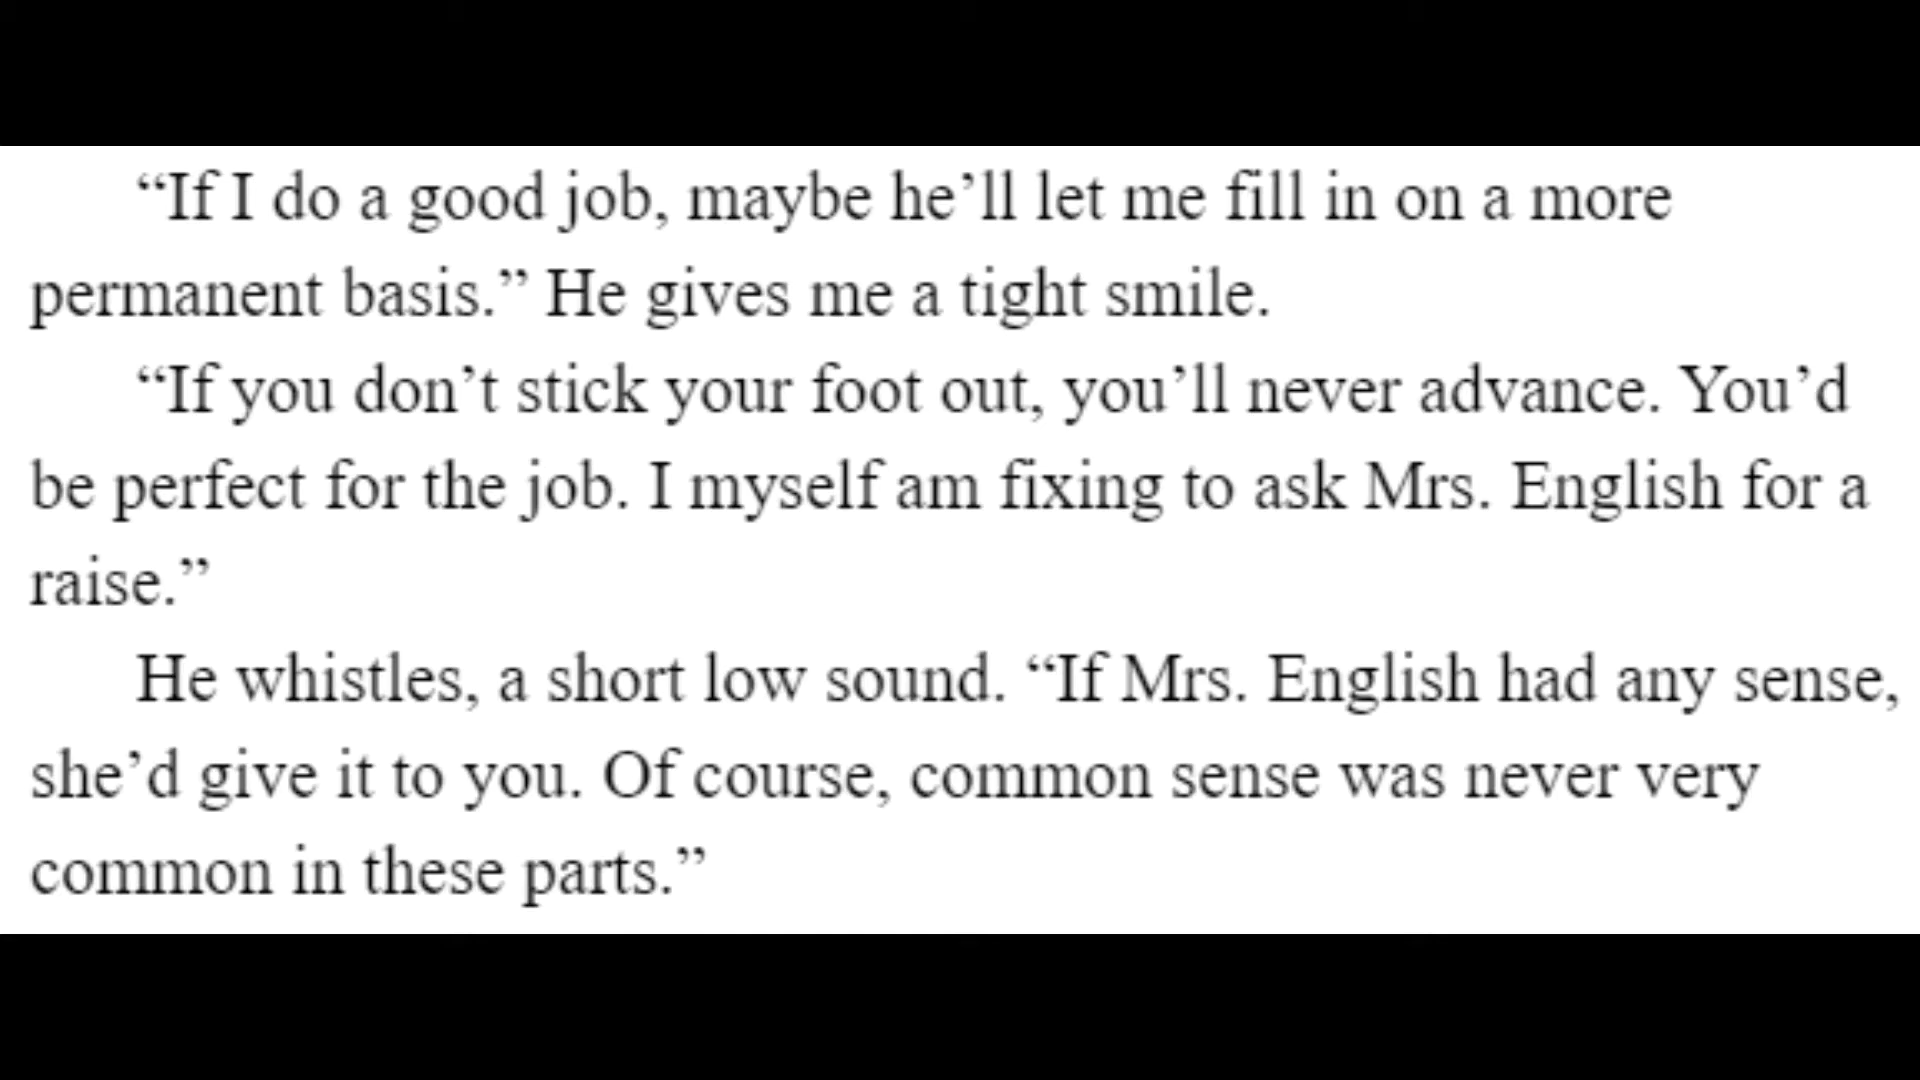 “If I do a good job, maybe he’ll let me fill in on a more
permanent basis.” He gives me a tight smile.
“If you don’t stick your foot out, you’ll never advance. You’d
be perfect for the job. I myself am fixing to ask Mrs. English for a
raise.”
He whistles, a short low sound. “If Mrs. English had any sense,
she’d give it to you. Of course, common sense was never very
common in these parts.”